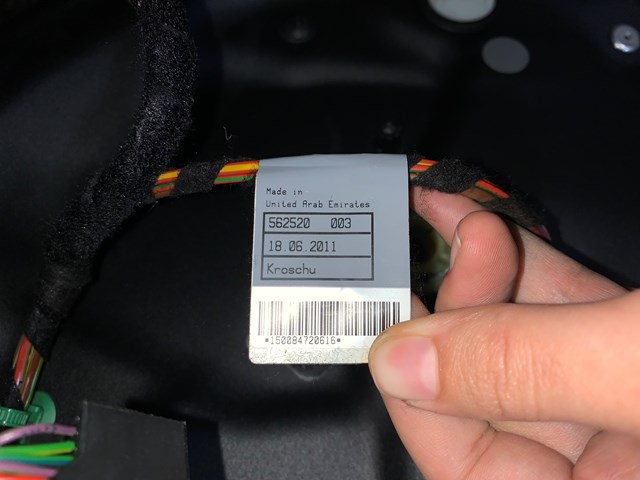 Made in
United Arab Emirates
562520 003
18.06.2011
Kroschu
*150084720616*